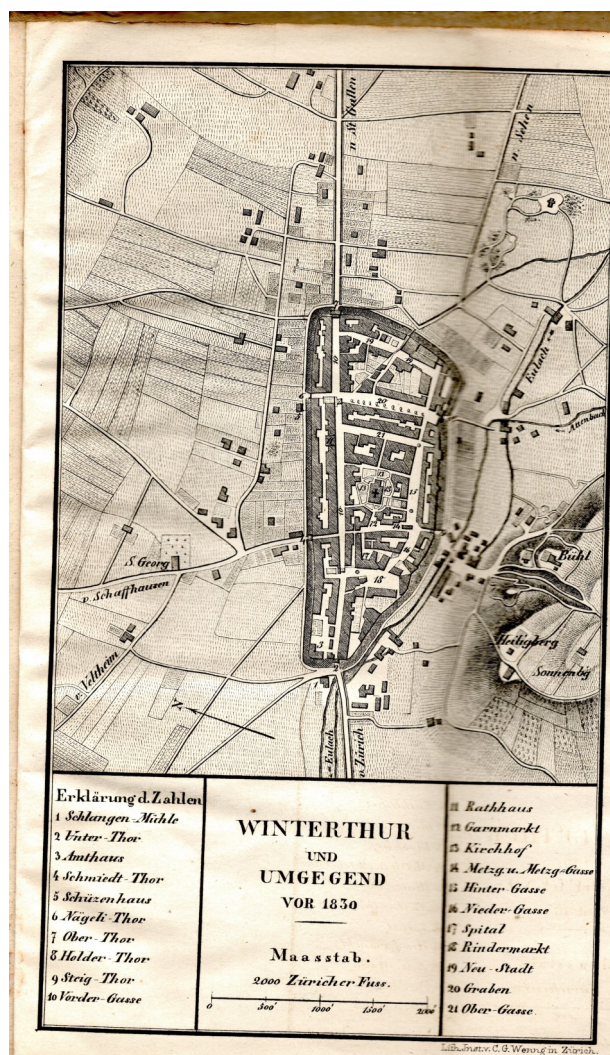 n. St. Gallen
n. Sehen
Eulach
Attenbach
S. Georg
v. Schaffhausen
Bühl
v. Veltheim
Heiligberg
Sonnenbg
N.
Eulach
v. Zürich
Erklärung d. Zahlen
1 Schlangen-Mühle
2 Unter-Thor
3 Amthaus
4 Schmiedt-Thor
5 Schüzenhaus
6 Nägeli-Thor
7 Ober-Thor
8 Holder-Thor
9 Steig-Thor
10 Vorder-Gasse
WINTERTHUR
UND
UMGEGEND
VOR 1830
Maasstab.
2000 Züricher Fuss.
0 500' 1000' 1500' 2000'
11 Rathhaus
12 Garnmarkt
13 Kirchhof
14 Metzg. u. Metzg-Gasse
15 Hinter-Gasse
16 Nieder-Gasse
17 Spital
18 Rindermarkt
19 Neu-Stadt
20 Graben
21 Ober-Gasse
Lith. Inst. v. C. G. Wenng in Zürich.